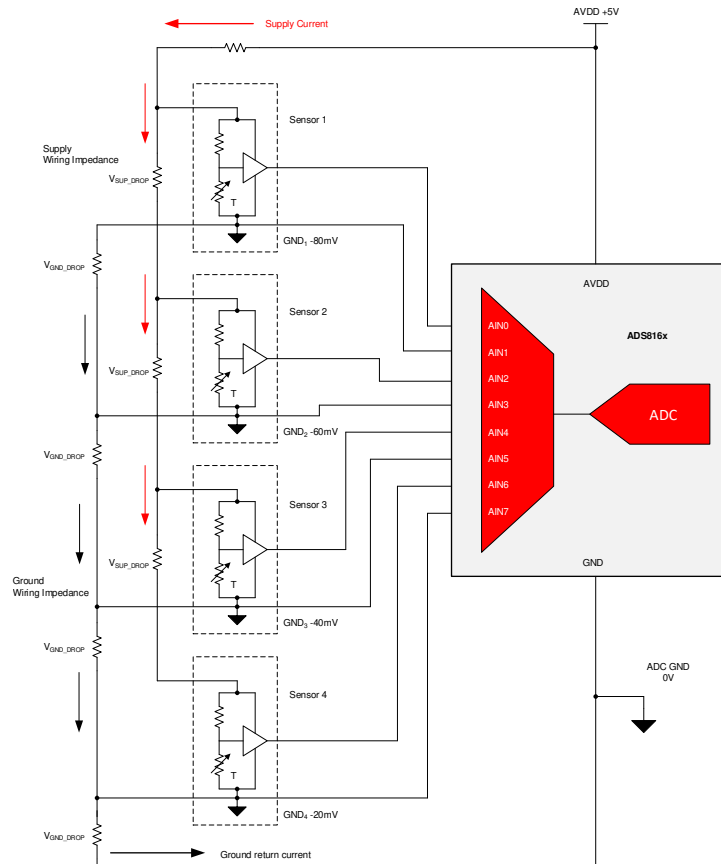 AVDD +5V
Supply Current
Sensor 1
Supply
Wiring Impedance
VSUP_DROP
T
GND1 -80mV
VGND_DROP
AVDD
Sensor 2
ADS816x
AIN0
AIN1
AIN2
AIN3
AIN4
AIN5
AIN6
AIN7
ADC
VSUP_DROP
T
GND2 -60mV
VGND_DROP
Sensor 3
VSUP_DROP
T
GND
Ground
Wiring Impedance
GND3 -40mV
VGND_DROP
ADC GND
0V
Sensor 4
T
GND4 -20mV
VGND_DROP
Ground return current